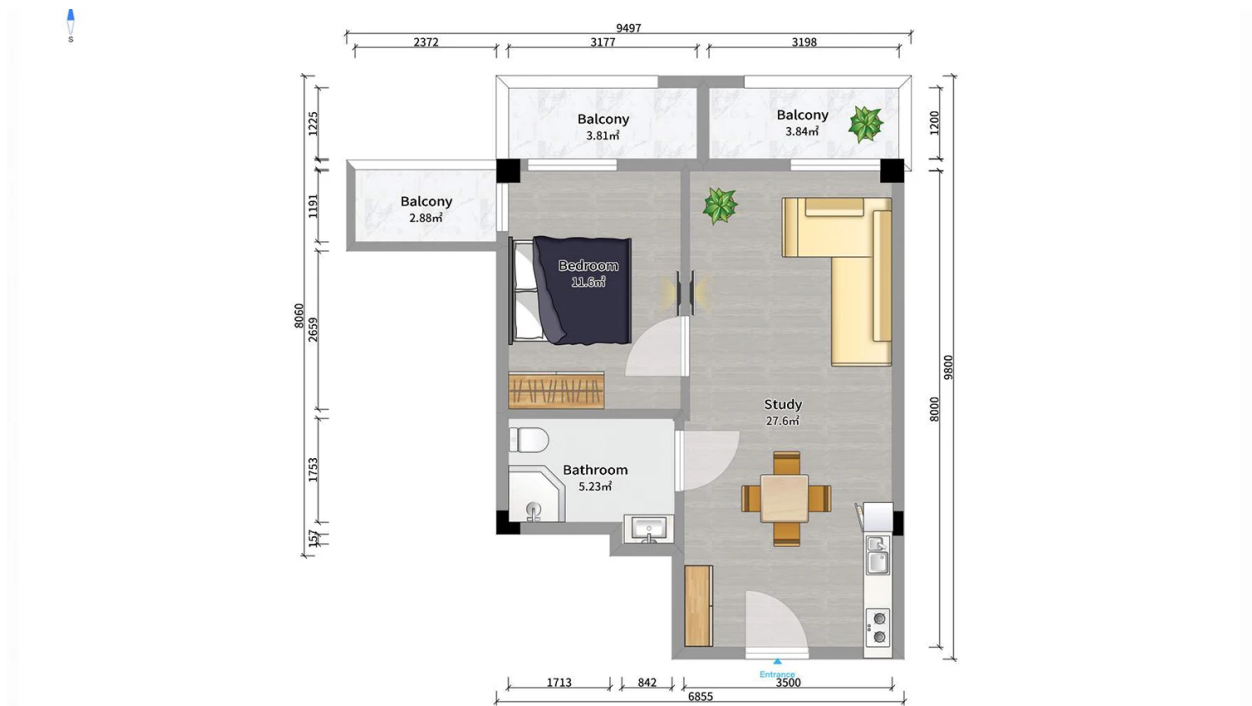 S
9497
2372
3177
3198
1225
1200
Balcony
3.81㎡
Balcony
3.84㎡
1191
Balcony
2.88㎡
Bedroom
11.6㎡
8060
2659
9800
8000
Study
27.6㎡
1753
Bathroom
5.23㎡
157
Entrance
1713
842
3500
6855